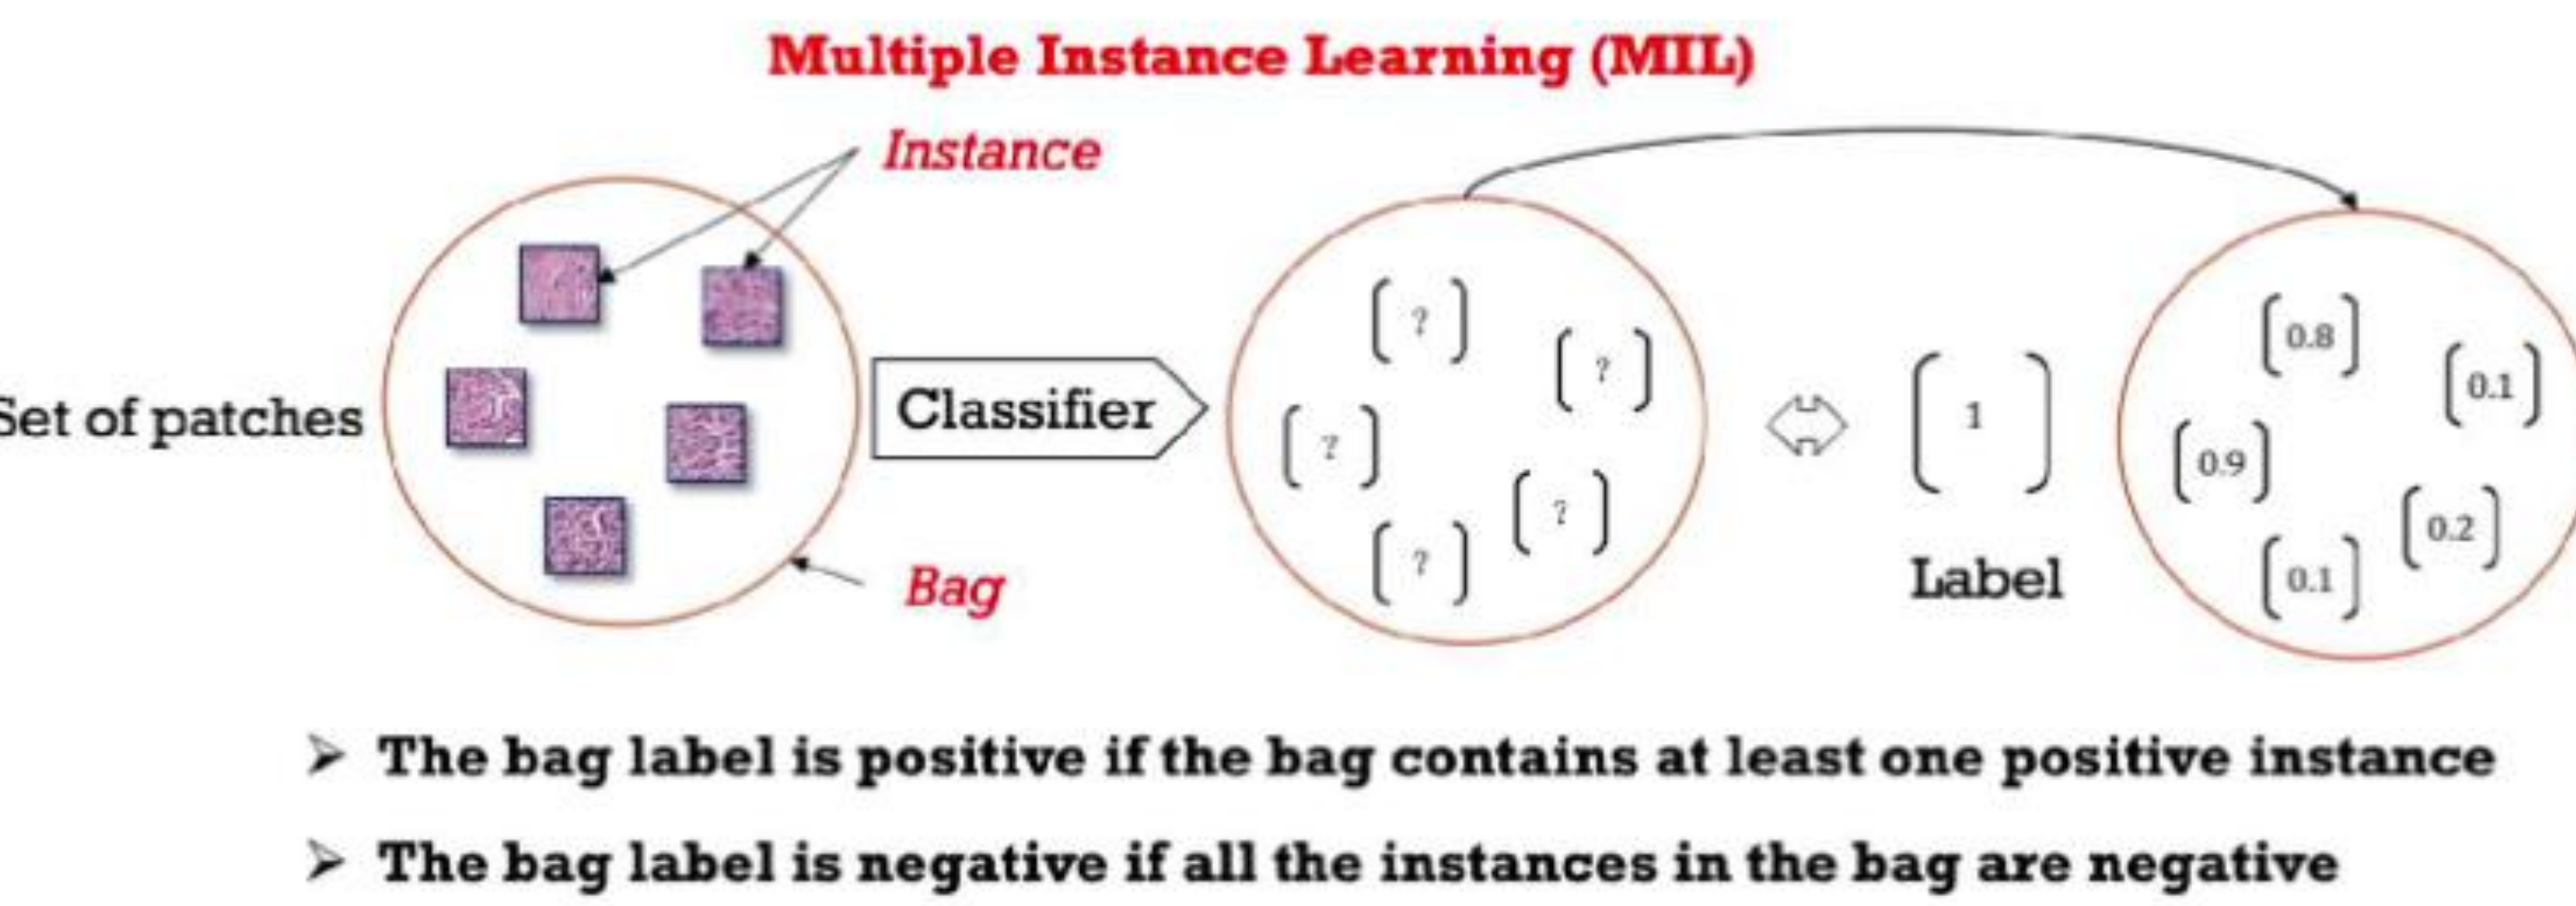 Multiple Instance Learning (MIL)
Instance
Set of patches
Classifier
Bag
[ ? ]
[ ? ]
[ ? ]
[ ? ]
[ ? ]
[ 1 ]
Label
[0.8]
[0.1]
[0.9]
[0.2]
[0.1]
➢ The bag label is positive if the bag contains at least one positive instance
➢ The bag label is negative if all the instances in the bag are negative